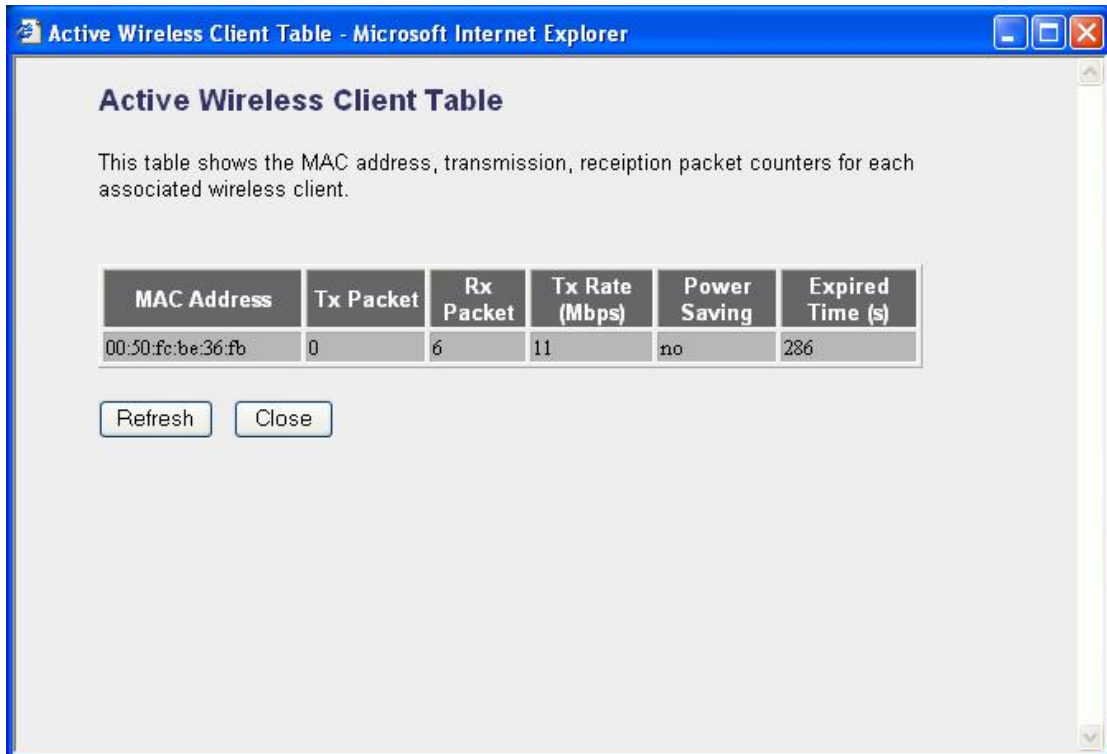 Active Wireless Client Table - Microsoft Internet Explorer
Active Wireless Client Table
This table shows the MAC address, transmission, receiption packet counters for each
associated wireless client.
MAC Address Tx Packet Rx Packet Tx Rate (Mbps) Power Saving Expired Time (s)
00:50:fc:be:36:fb 0 6 11 no 286
Refresh Close